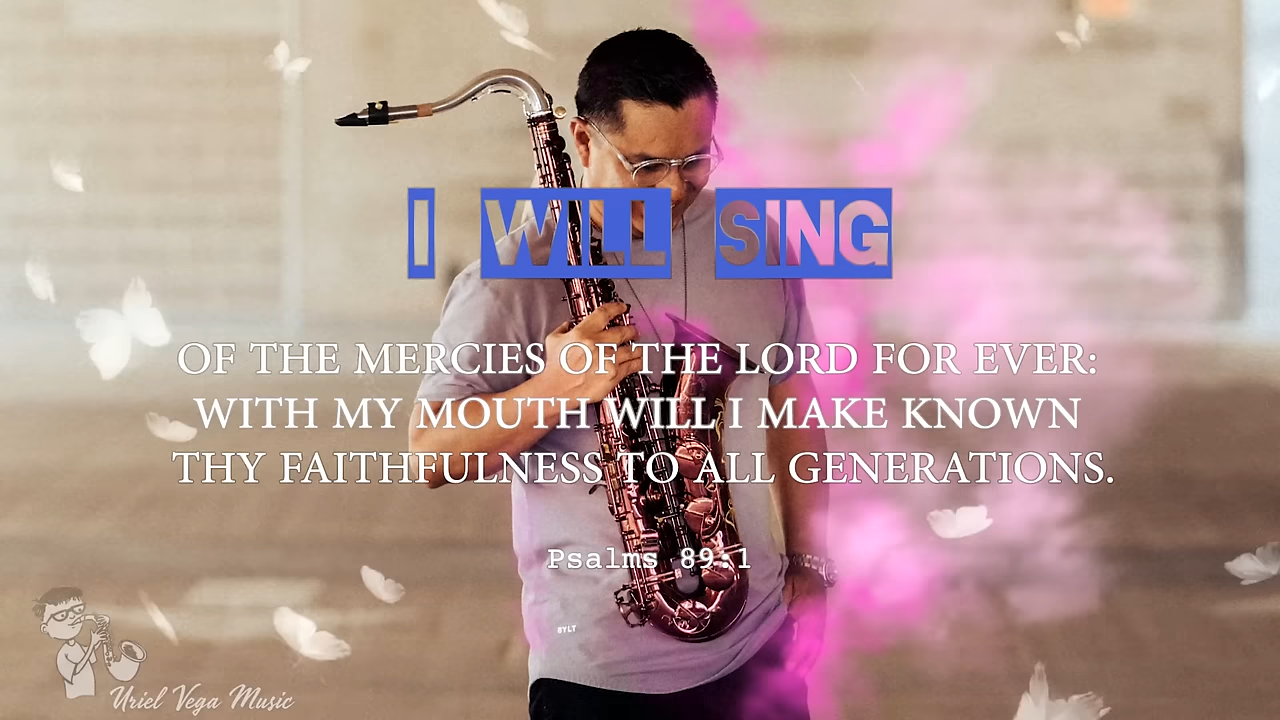 I WILL SING
OF THE MERCIES OF THE LORD FOR EVER:
WITH MY MOUTH WILL I MAKE KNOWN
THY FAITHFULNESS TO ALL GENERATIONS.
Psalms 89:1
BYLT
Uriel Vega Music